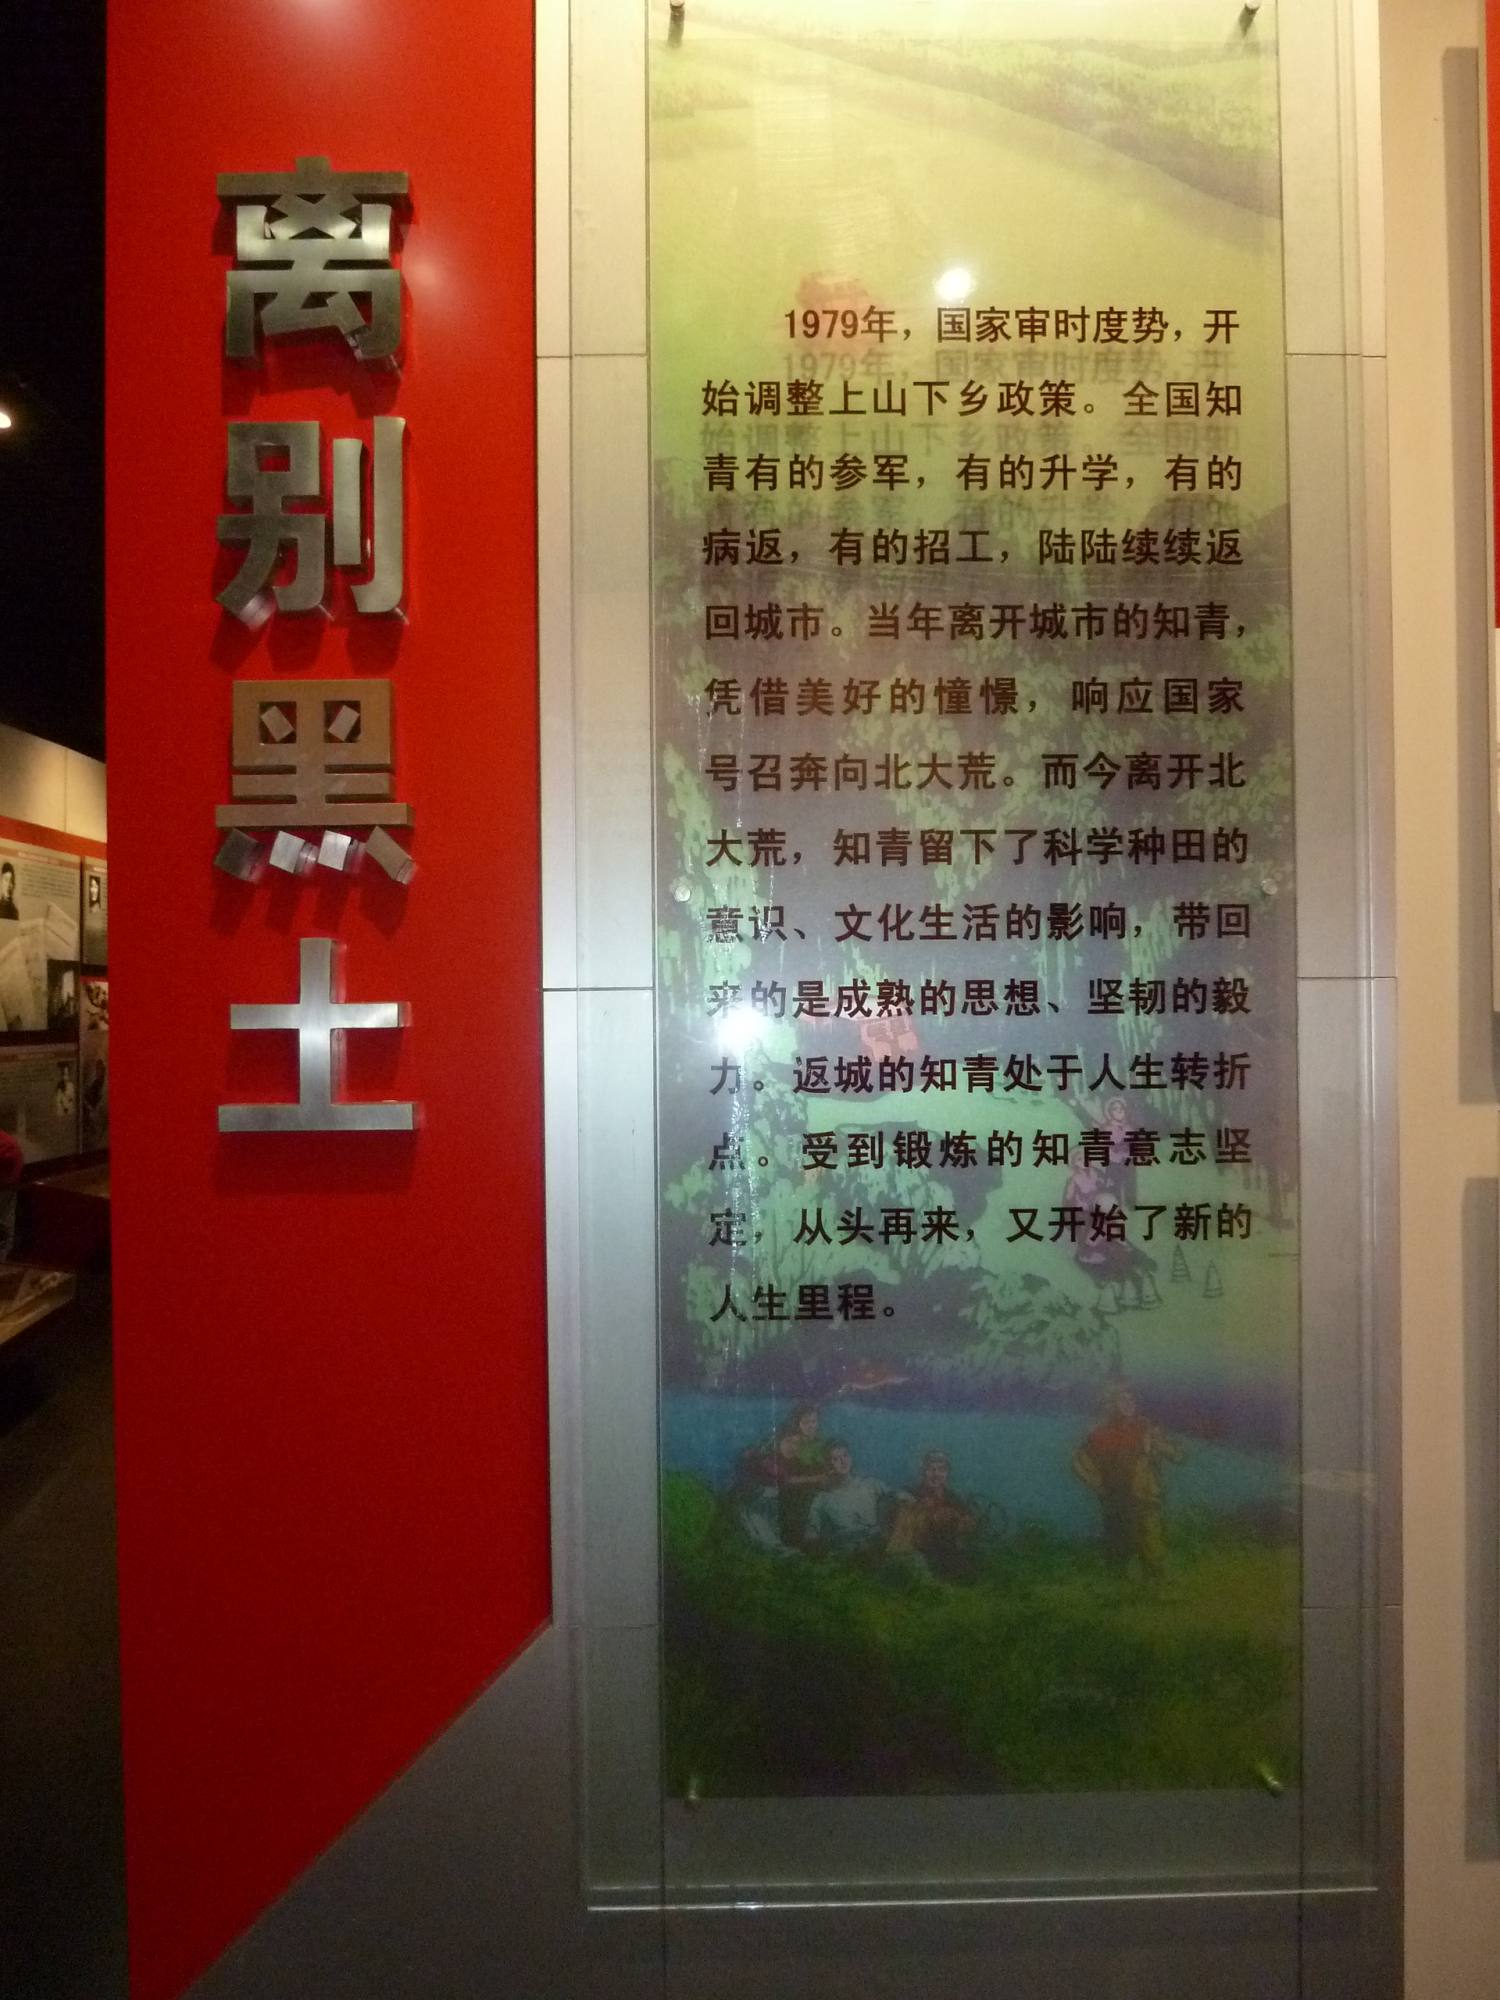 离别黑土
1979年，国家审时度势，开
始调整上山下乡政策。全国知
青有的参军，有的升学，有的
病返，有的招工，陆陆续续返
回城市。当年离开城市的知青，
凭借美好的憧憬，响应国家
号召奔向北大荒。而今离开北
大荒，知青留下了科学种田的
意识、文化生活的影响，带回
来的是成熟的思想、坚韧的毅
力。返城的知青处于人生转折
点。受到锻炼的知青意志坚
定，从头再来，又开始了新的
人生里程。